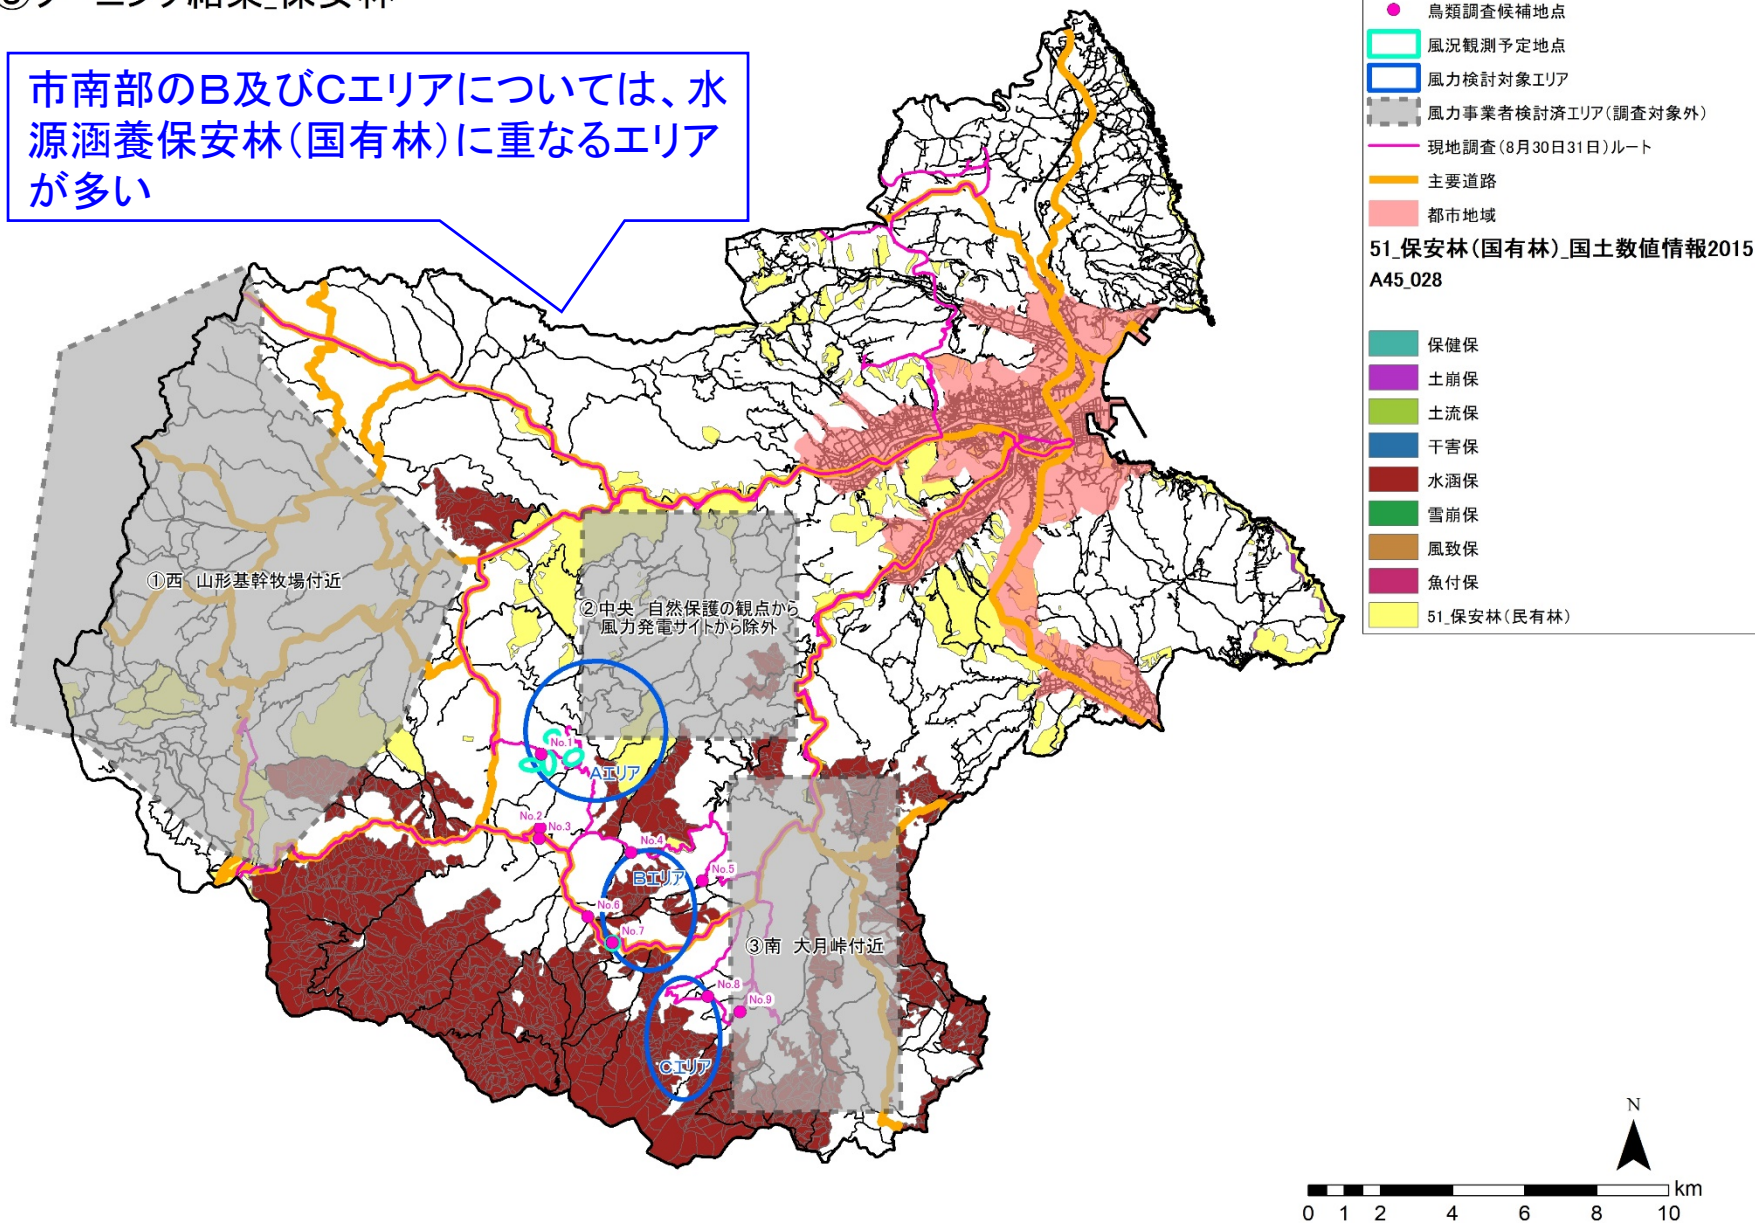 市南部のB及びCエリアについては、水
源涵養保安林(国有林)に重なるエリア
が多い
鳥類調査候補地点
風況観測予定地点
風力検討対象エリア
風力事業者検討済エリア(調査対象外)
現地調査(8月30日31日)ルート
主要道路
都市地域
51_保安林(国有林)_国土数値情報2015
A45_028
保健保
土崩保
土流保
干害保
水涵保
雪崩保
風致保
魚付保
51_保安林(民有林)
①西 山形基幹牧場付近
②中央 自然保護の観点から
風力発電サイトから除外
No.1
Aエリア
No.2
No.3
No.4
Bエリア
No.5
No.6
No.7
③南 大月峠付近
No.8
No.9
Cエリア
N
km
0 1 2 4 6 8 10